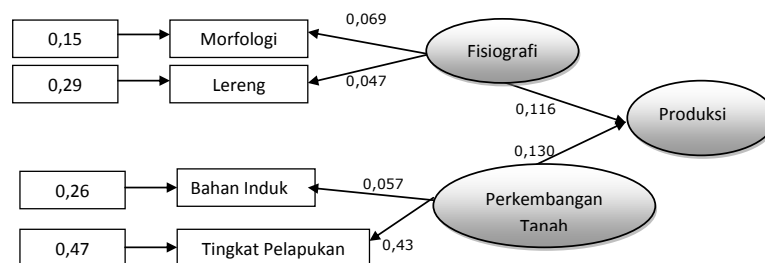 0,069
0,15
Morfologi
Fisiografi
0,29
Lereng
0,047
0,116
Produksi
0,130
0,26
Bahan Induk
0,057
Perkembangan
Tanah
0,47
Tingkat Pelapukan
0,43